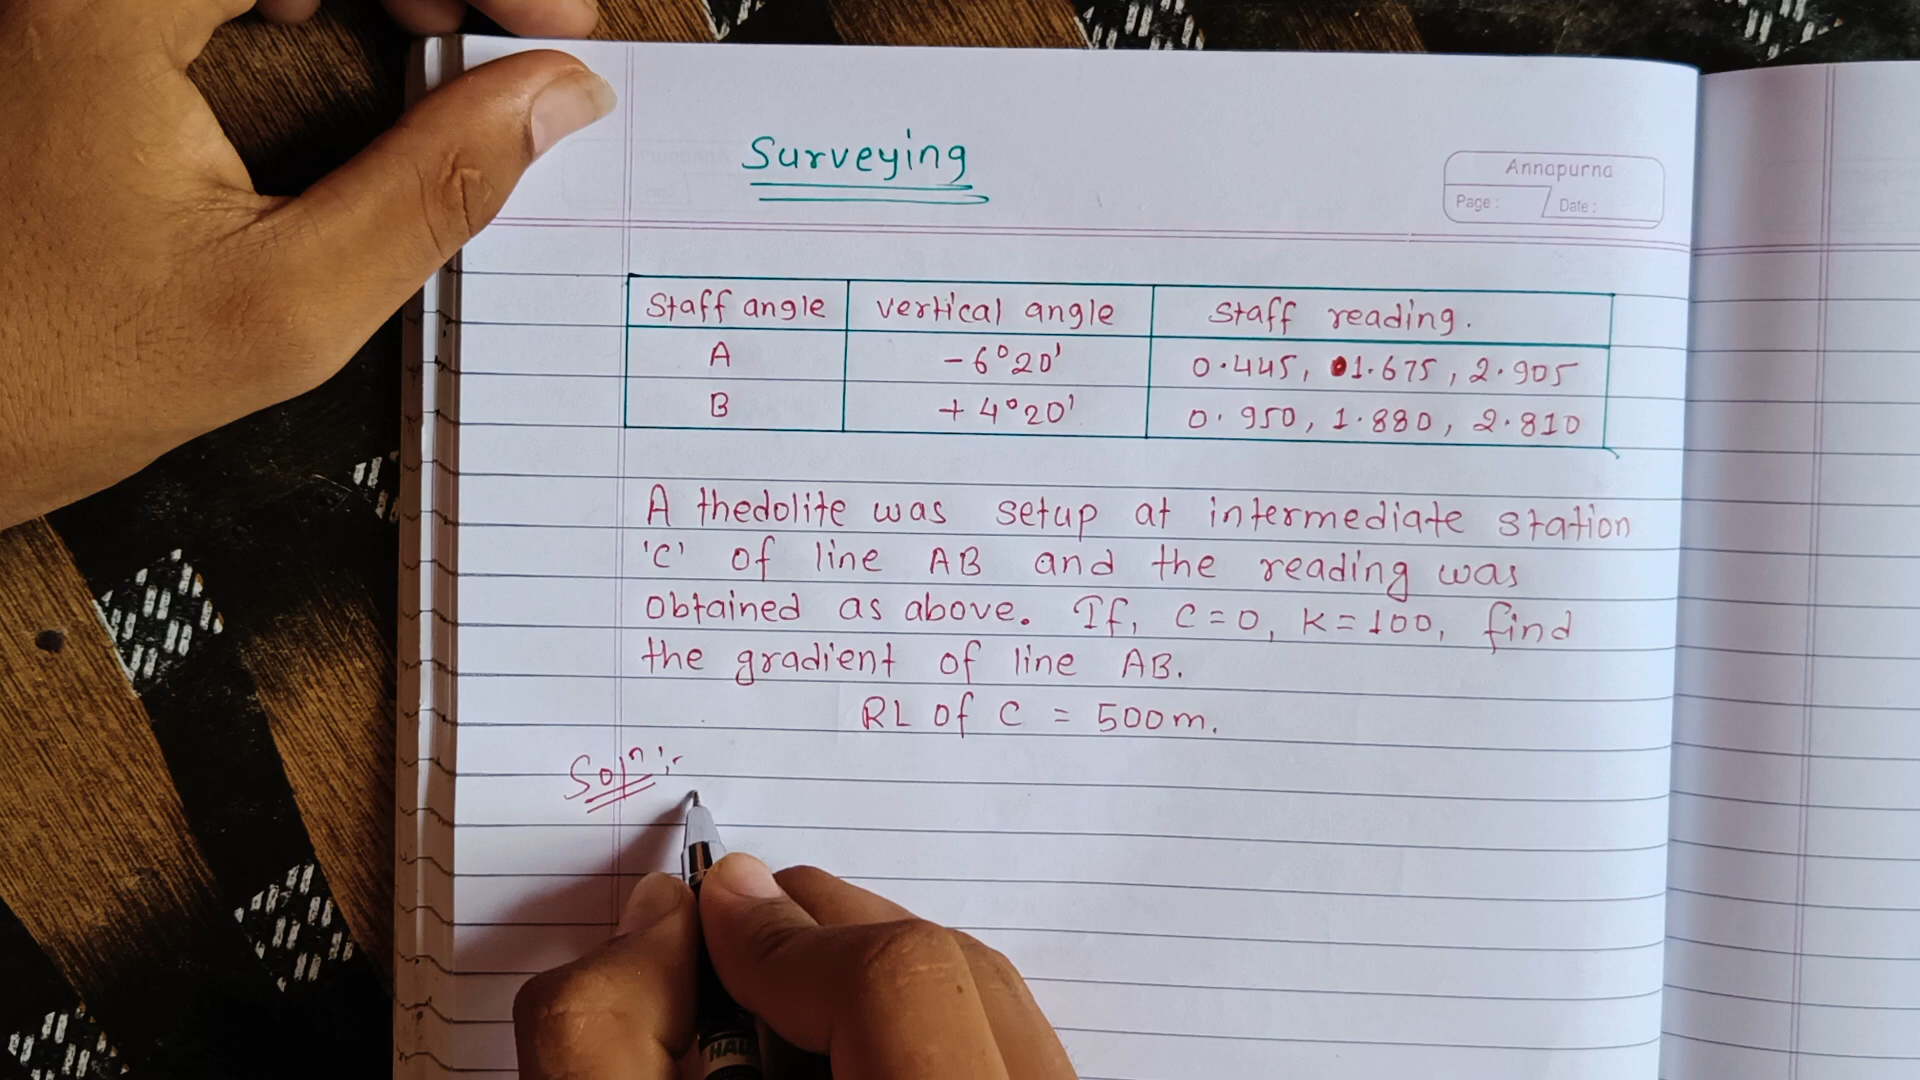 Surveying
Annapurna
Page : Date :
Staff angle vertical angle staff reading.
A -6°20' 0.445, 1.675, 2.905
B +4°20' 0.950, 1.880, 2.810
A thedolite was setup at intermediate station
'C' of line AB and the reading was
obtained as above. If, C=0, K=100, find
the gradient of line AB.
RL of C = 500m.
Solⁿ:-
HAU